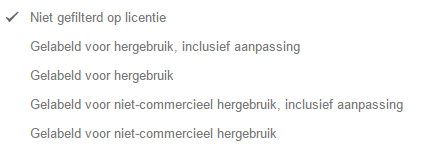 Niet gefilterd op licentie
Gelabeld voor hergebruik, inclusief aanpassing
Gelabeld voor hergebruik
Gelabeld voor niet-commercieel hergebruik, inclusief aanpassing
Gelabeld voor niet-commercieel hergebruik